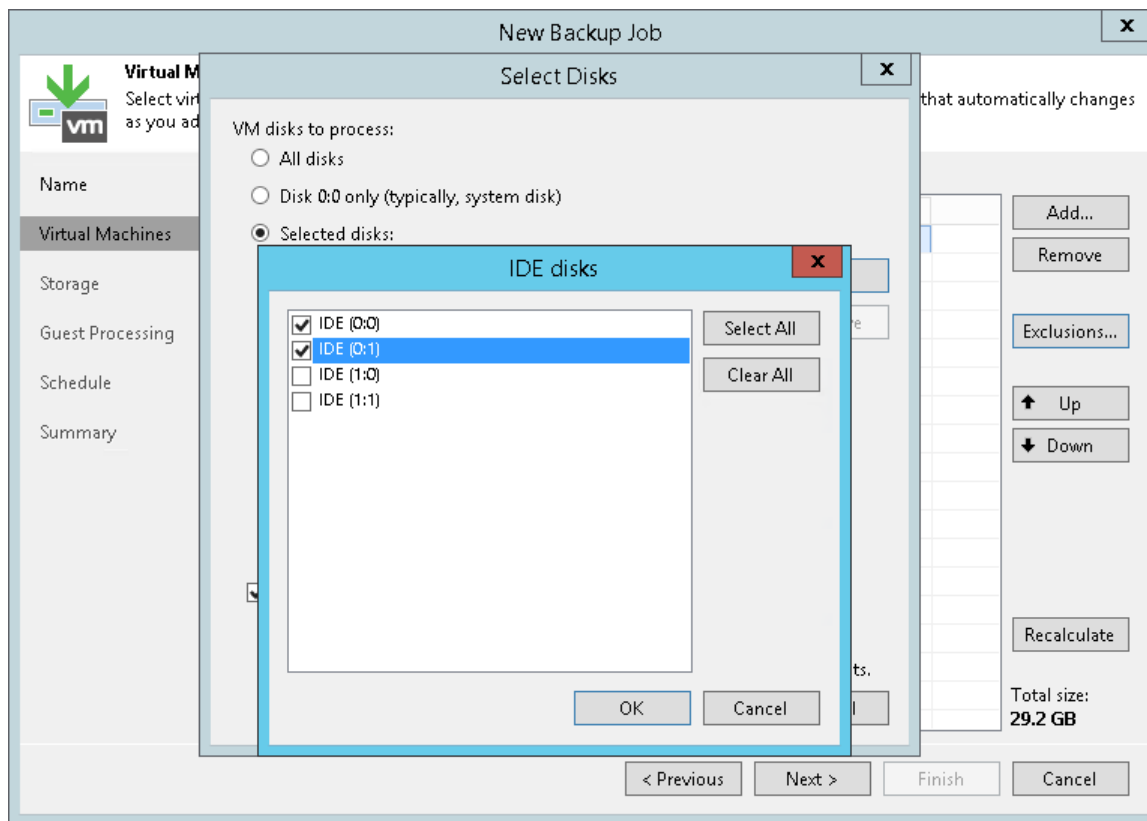 New Backup Job
X
Virtual M
Select virt
that automatically changes
as you ad
vm
Name
Virtual Machines
Storage
Guest Processing
Schedule
Summary
Select Disks
X
VM disks to process:
All disks
Disk 0:0 only (typically, system disk)
Selected disks:
IDE disks
X
IDE (0:0)
IDE (0:1)
IDE (1:0)
IDE (1:1)
Select All
Clear All
OK
Cancel
ts.
Add...
Remove
Exclusions...
Up
Down
Recalculate
Total size:
29.2 GB
< Previous
Next >
Finish
Cancel